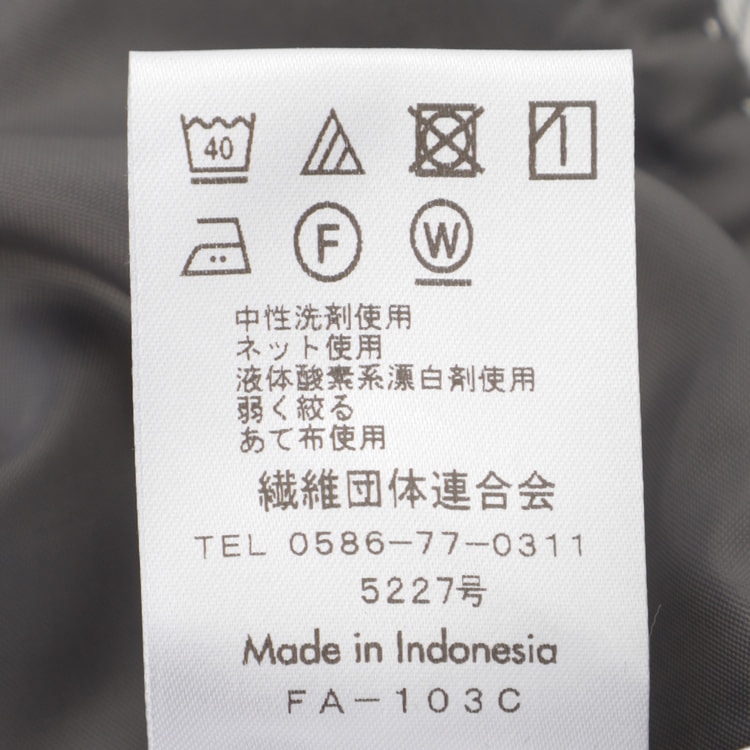 40
F W
中性洗剤使用
ネット使用
液体酸素系漂白剤使用
弱く絞る
あて布使用
繊維団体連合会
TEL 0586-77-0311
5227号
Made in Indonesia
FA-103C